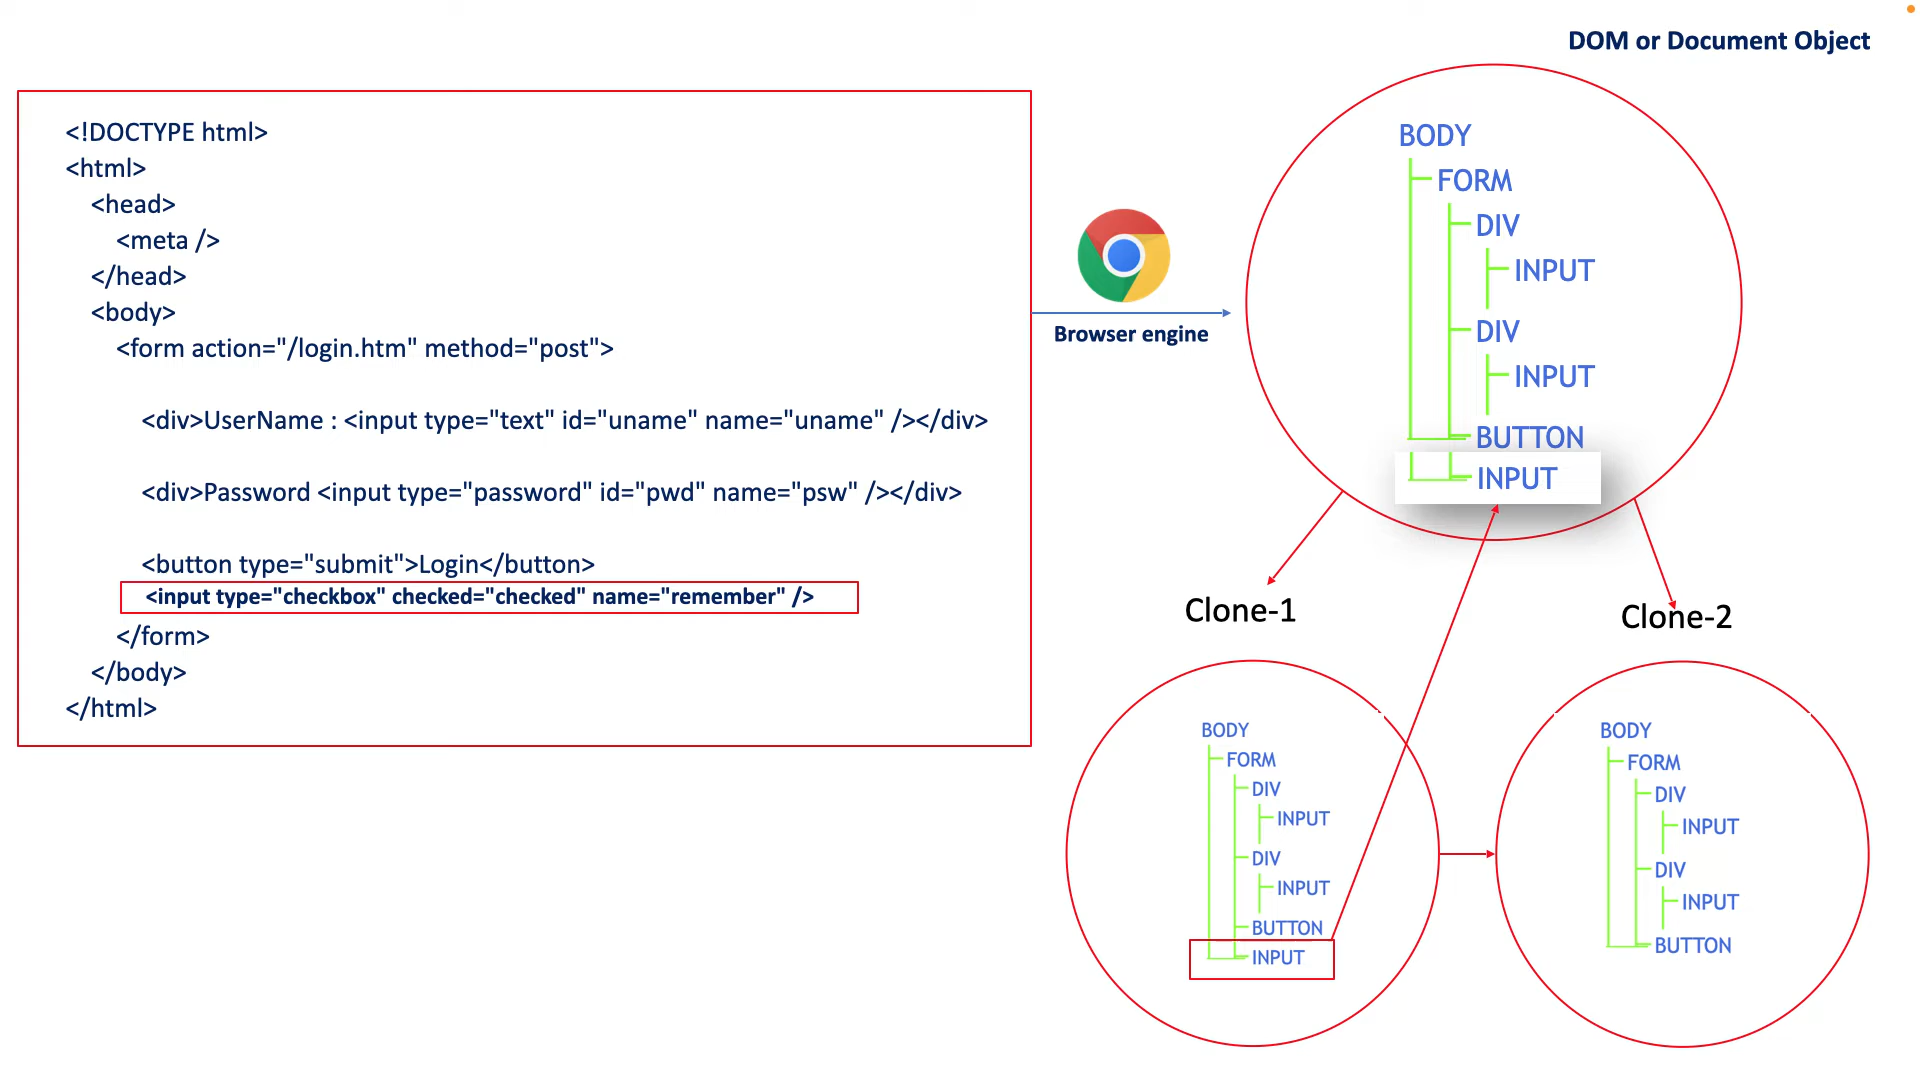 DOM or Document Object
<!DOCTYPE html>
<html>
<head>
<meta />
</head>
<body>
<form action="/login.htm" method="post">
<div>UserName : <input type="text" id="uname" name="uname" /></div>
<div>Password <input type="password" id="pwd" name="psw" /></div>
<button type="submit">Login</button>
<input type="checkbox" checked="checked" name="remember" />
</form>
</body>
</html>
Browser engine
BODY
FORM
DIV
INPUT
DIV
INPUT
BUTTON
INPUT
Clone-1
BODY
FORM
DIV
INPUT
DIV
INPUT
BUTTON
INPUT
Clone-2
BODY
FORM
DIV
INPUT
DIV
INPUT
BUTTON